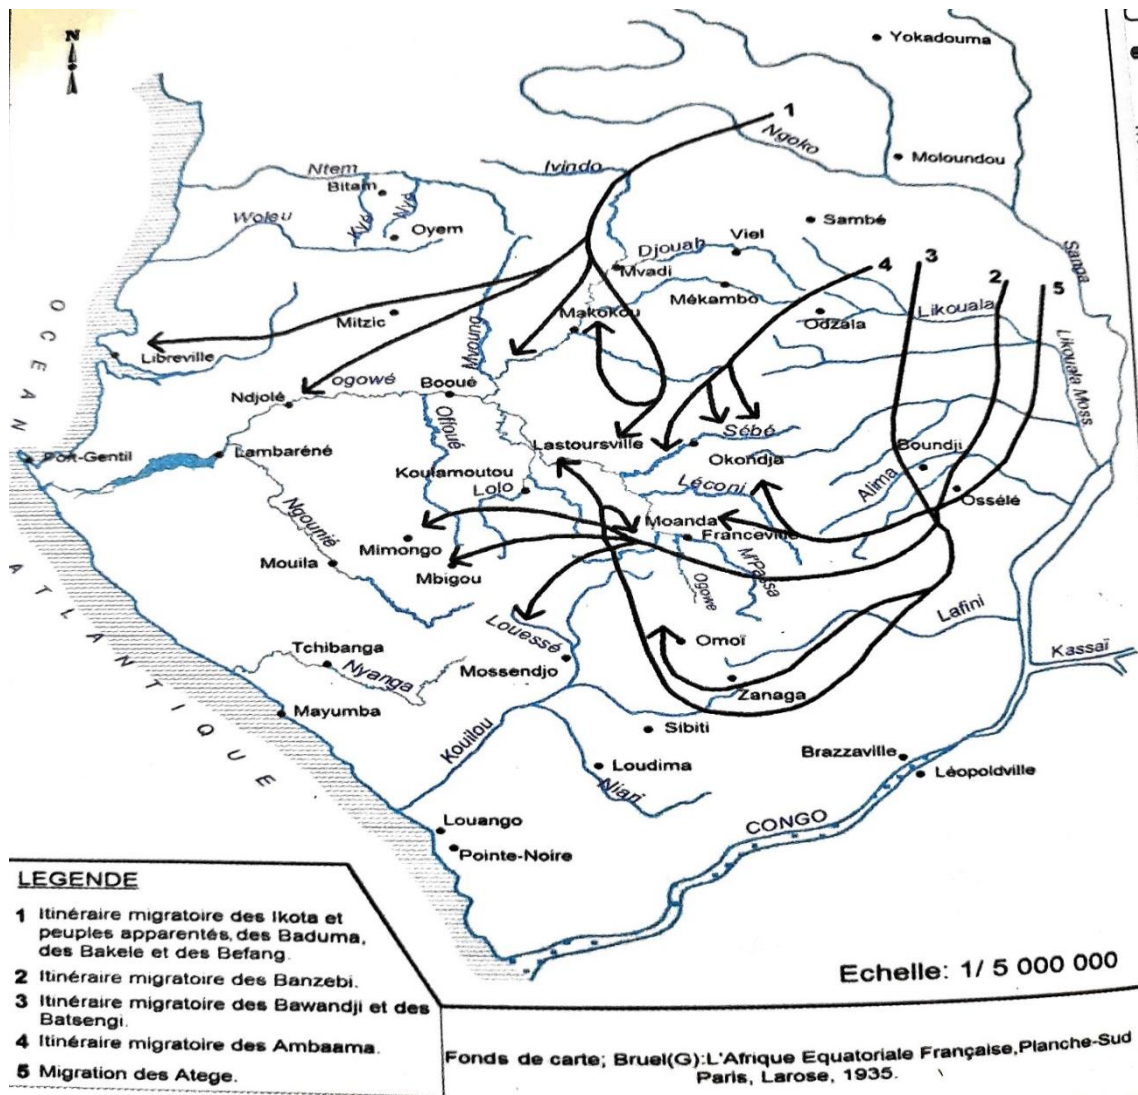 N
Yokadouma
1
Ngoko
Moloundou
Ivindo
Ntem
Bitam
Kyé
Nyé
Woleu
Oyem
Sambé
Viel
Djouah
Mvadi
4
3
2
5
Sanga
Mékambo
Makokou
Odzala
Likouala
Mitzic
Mvoung
Libreville
Likouala Moss
ogowé
Booué
Ndjolé
Offoué
Lastoursville
Sébé
Okondja
Boundji
Port-Gentil
Lambaréné
Koulamoutou
Lolo
Léconi
Alima
Ossélé
Ngounié
Moanda
Franceville
Mimongo
Mouila
Mbigou
M'Passa
Ogowe
Louessé
Omoï
Lafini
Kassaï
Tchibanga
Nyanga
Mossendjo
Zanaga
Mayumba
Sibiti
Kouilou
Brazzaville
Loudima
Léopoldville
Niari
CONGO
Louango
Pointe-Noire
OCEAN ATLANTIQUE
LEGENDE
1 Itinéraire migratoire des Ikota et
peuples apparentés, des Baduma,
des Bakele et des Befang.
2 Itinéraire migratoire des Banzebi.
3 Itinéraire migratoire des Bawandji et des
Batsengi.
4 Itinéraire migratoire des Ambaama.
5 Migration des Atege.
Echelle: 1/ 5 000 000
Fonds de carte; Bruel(G):L'Afrique Equatoriale Française,Planche-Sud
Paris, Larose, 1935.